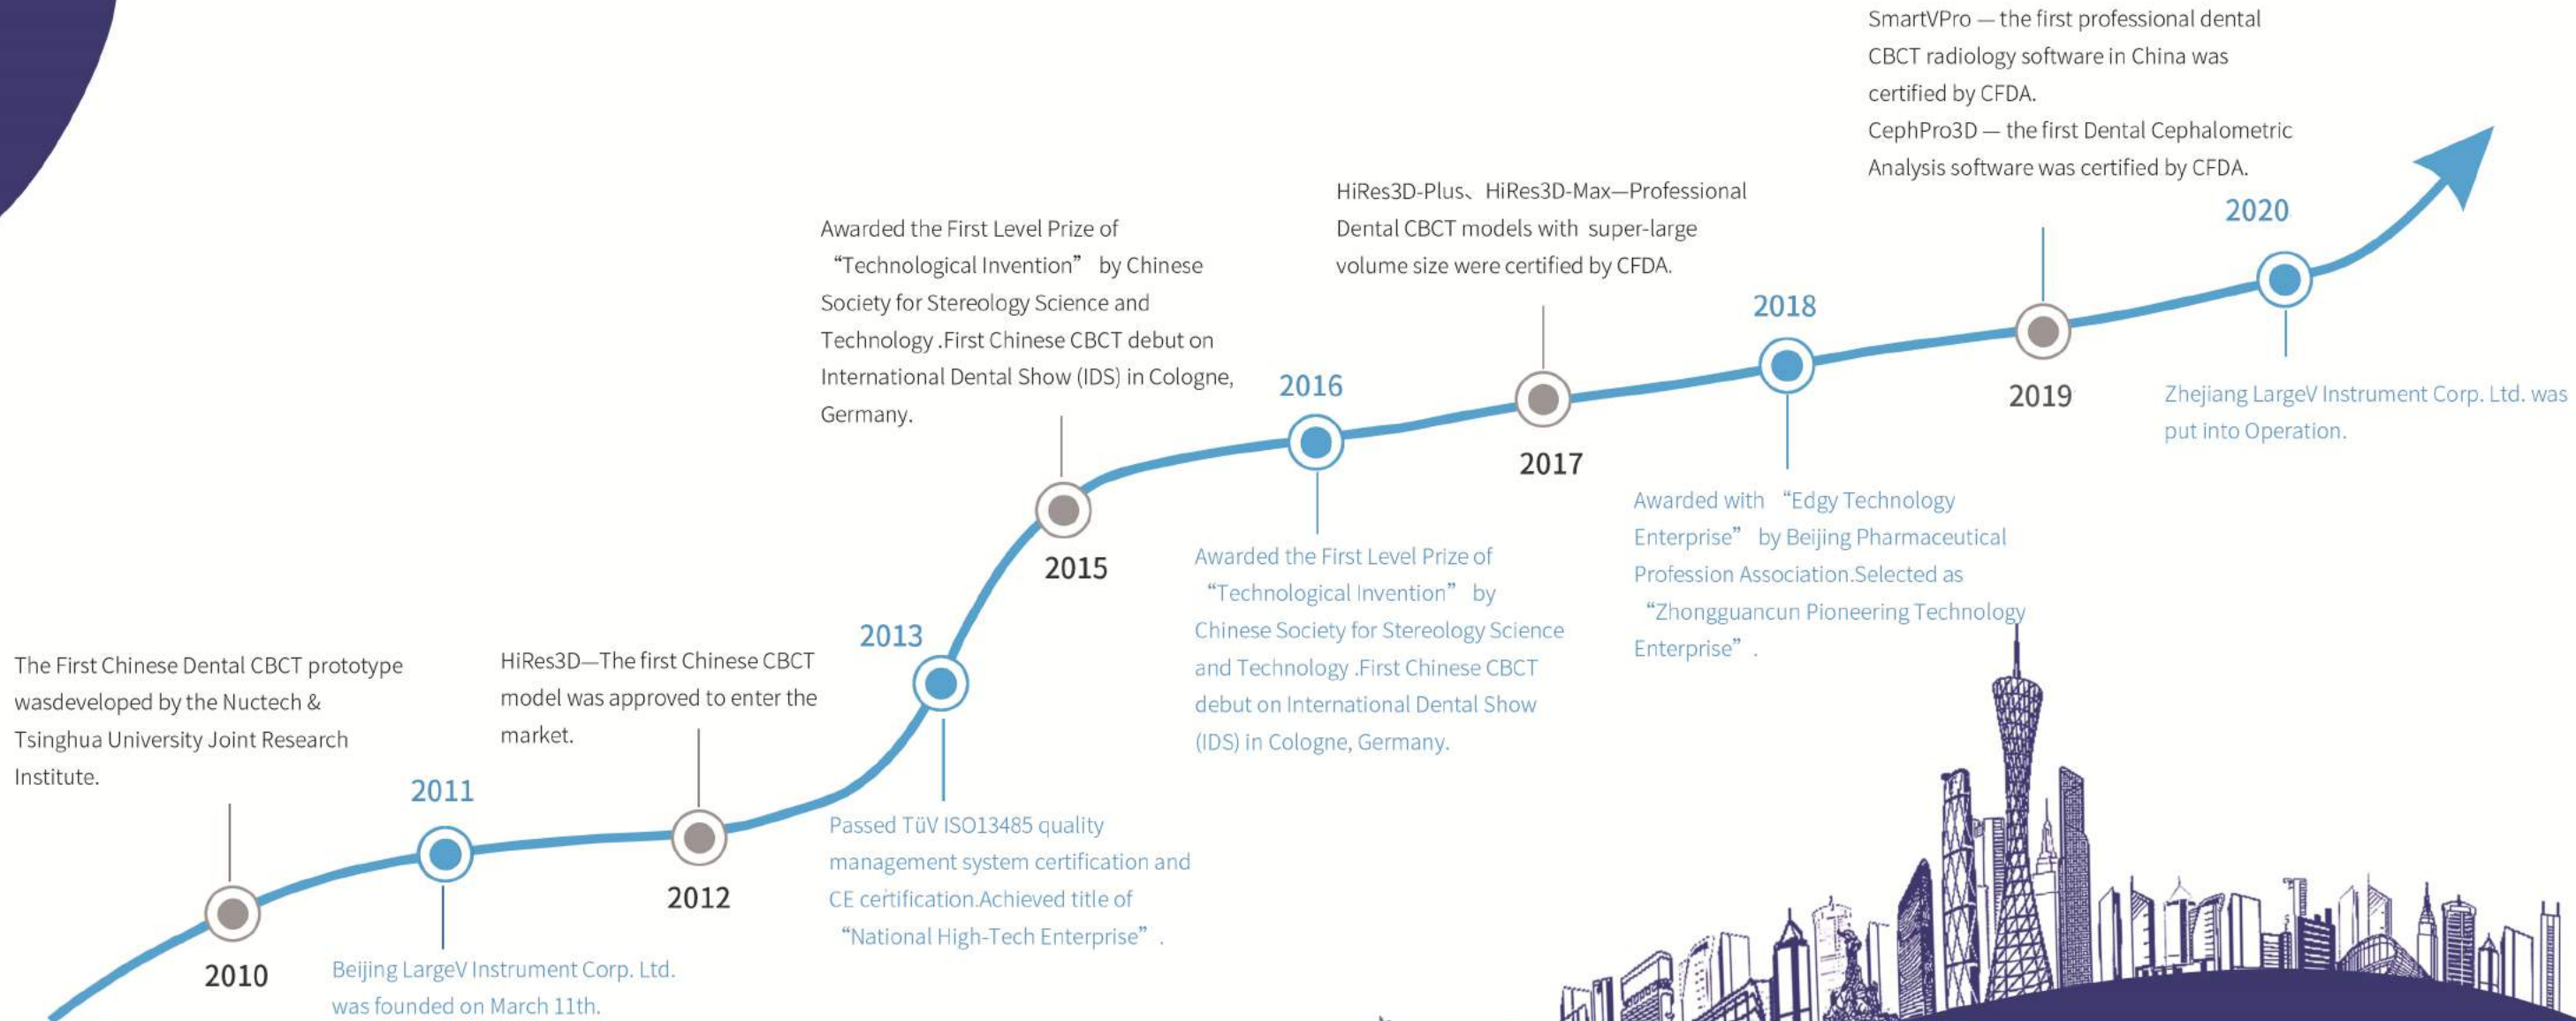 The First Chinese Dental CBCT prototype
wasdeveloped by the Nuctech &
Tsinghua University Joint Research
Institute.
2010
2011
Beijing LargeV Instrument Corp. Ltd.
was founded on March 11th.
HiRes3D—The first Chinese CBCT
model was approved to enter the
market.
2012
2013
Passed TüV ISO13485 quality
management system certification and
CE certification.Achieved title of
“National High-Tech Enterprise” .
Awarded the First Level Prize of
“Technological Invention” by Chinese
Society for Stereology Science and
Technology .First Chinese CBCT debut on
International Dental Show (IDS) in Cologne,
Germany.
2015
2016
Awarded the First Level Prize of
“Technological Invention” by
Chinese Society for Stereology Science
and Technology .First Chinese CBCT
debut on International Dental Show
(IDS) in Cologne, Germany.
HiRes3D-Plus、HiRes3D-Max—Professional
Dental CBCT models with super-large
volume size were certified by CFDA.
2017
2018
Awarded with “Edgy Technology
Enterprise” by Beijing Pharmaceutical
Profession Association.Selected as
“Zhongguancun Pioneering Technology
Enterprise” .
SmartVPro — the first professional dental
CBCT radiology software in China was
certified by CFDA.
CephPro3D — the first Dental Cephalometric
Analysis software was certified by CFDA.
2019
2020
Zhejiang LargeV Instrument Corp. Ltd. was
put into Operation.